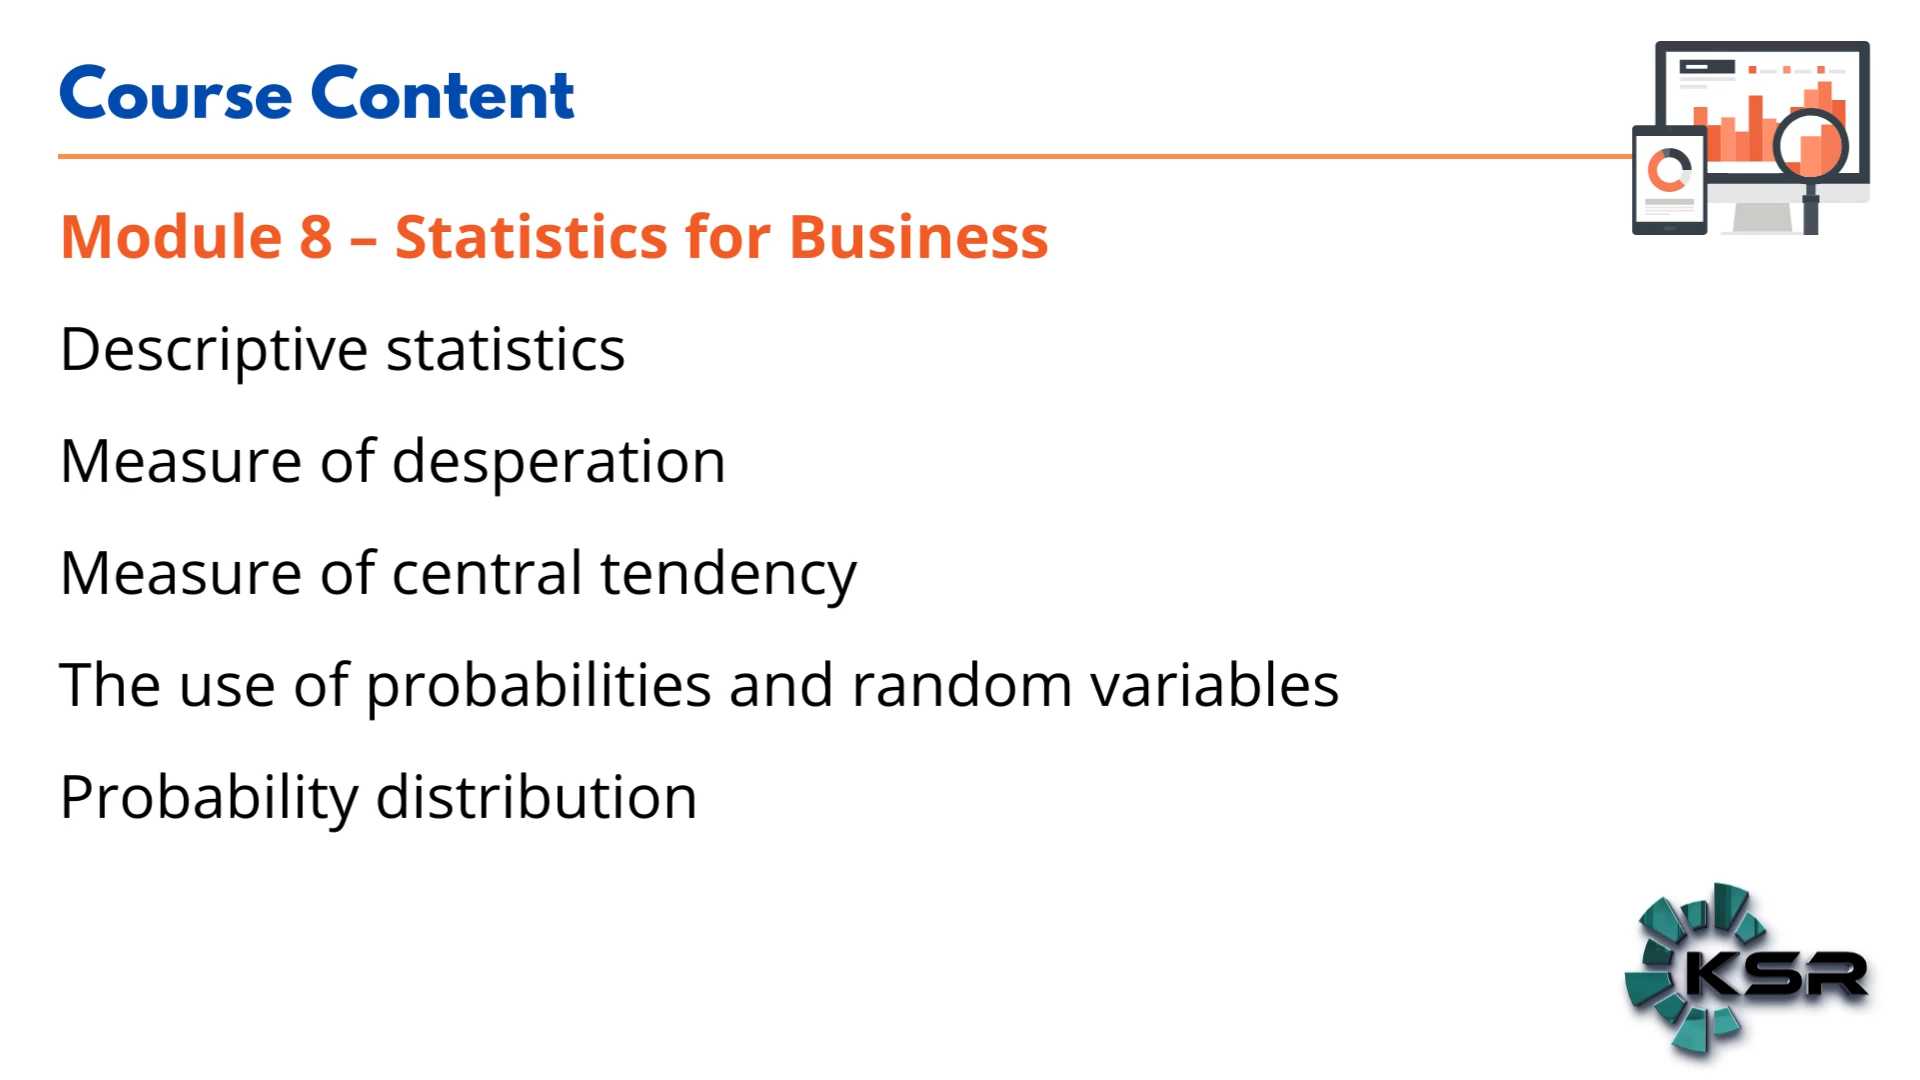 Course Content
Module 8 – Statistics for Business
Descriptive statistics
Measure of desperation
Measure of central tendency
The use of probabilities and random variables
Probability distribution
KSR